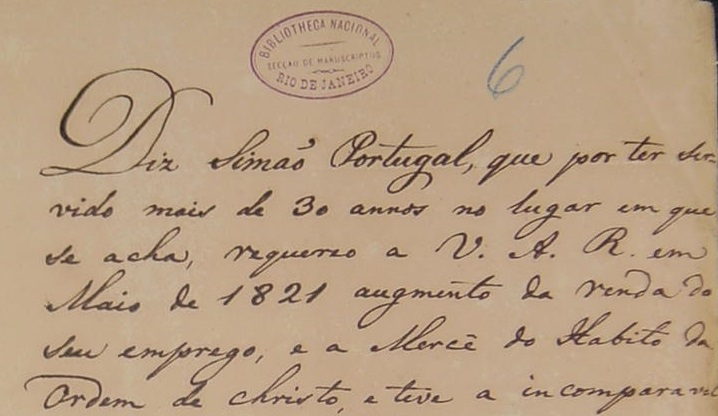 BIBLIOTHECA NACIONAL
SECÇÃO DE MANUSCRIPTOS
RIO DE JANEIRO
6
Diz Simaõ Portugal, que por ter ser=
vido mais de 30 annos no lugar em que
se acha, requereo a V. A. R. em
Maio de 1821 augmento da renda do
seu emprego, e a Mercê do Habito da
Ordem de Christo, e teve a incomparavel